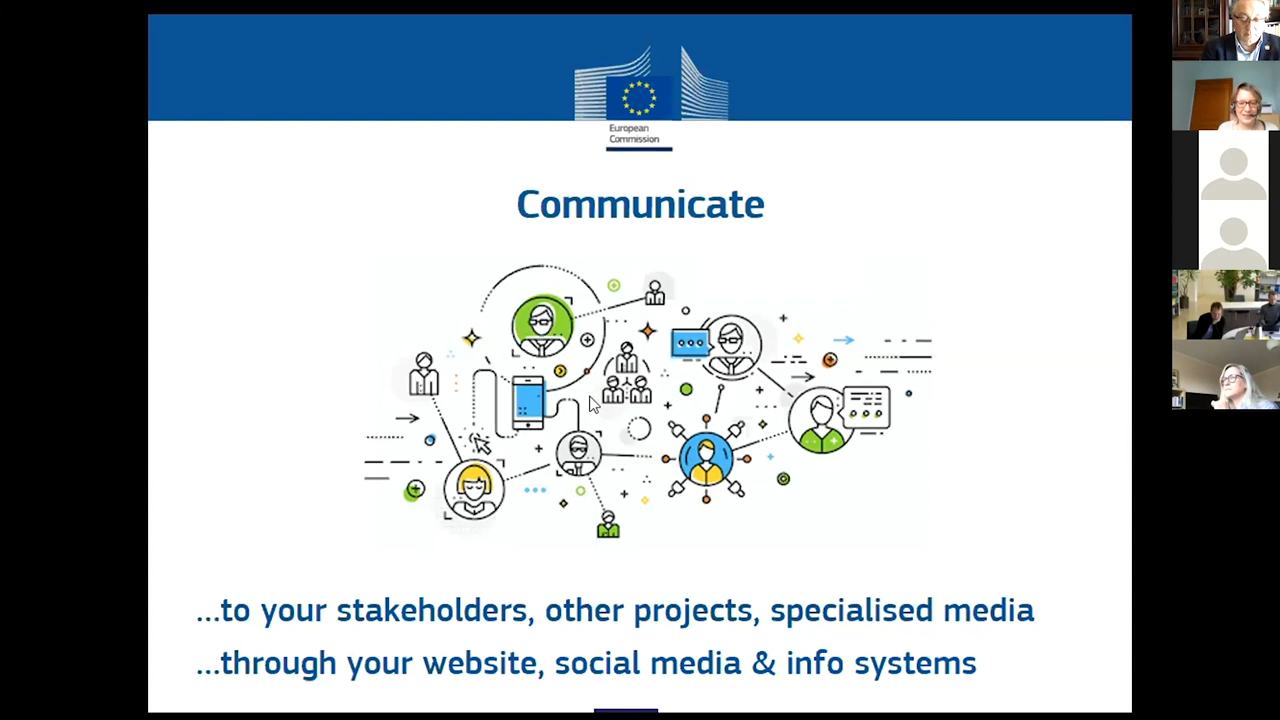 European
Commission
Communicate
...to your stakeholders, other projects, specialised media
...through your website, social media & info systems